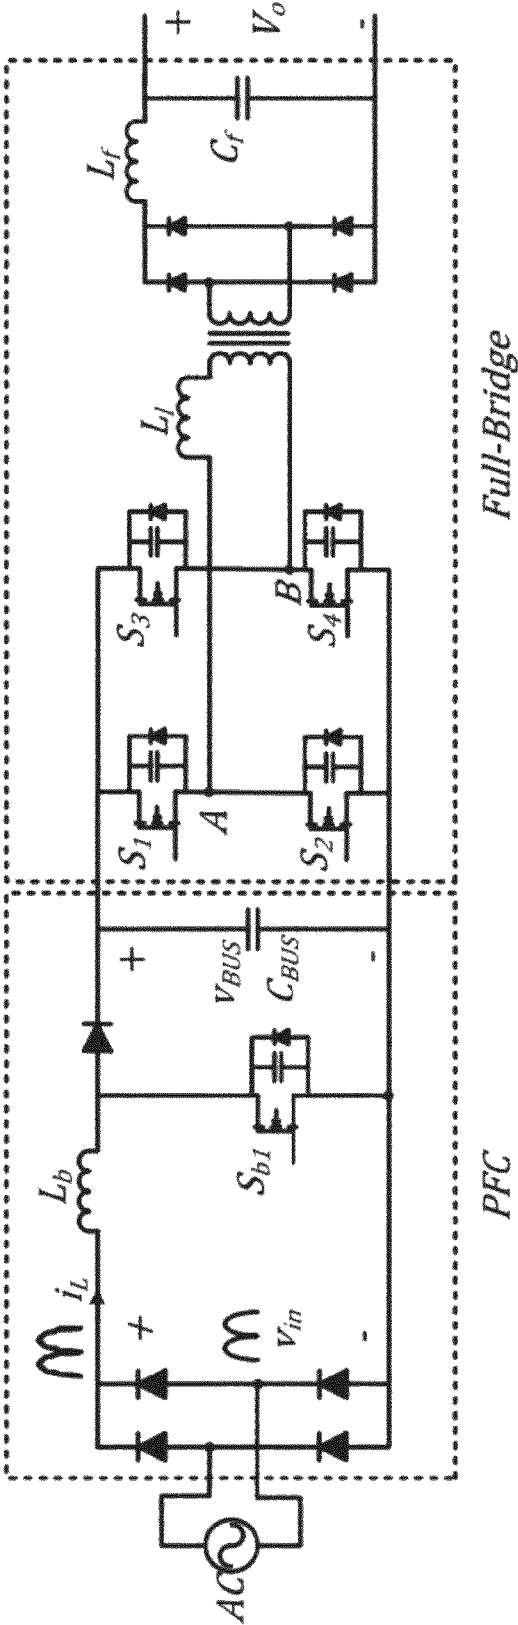 AC
i_L
+
v_in
-
L_b
S_b1
+
v_BUS
C_BUS
-
PFC
S_1
S_2
A
S_3
S_4
B
L_l
L_f
C_f
+
V_o
-
Full-Bridge